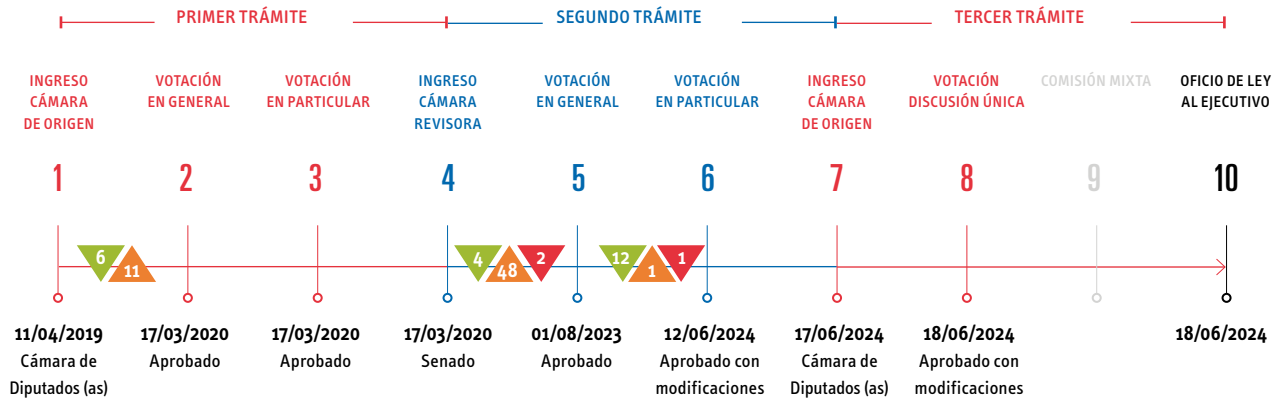 PRIMER TRÁMITE
SEGUNDO TRÁMITE
TERCER TRÁMITE
INGRESO
CÁMARA
DE ORIGEN
VOTACIÓN
EN GENERAL
VOTACIÓN
EN PARTICULAR
INGRESO
CÁMARA
REVISORA
VOTACIÓN
EN GENERAL
VOTACIÓN
EN PARTICULAR
INGRESO
CÁMARA
DE ORIGEN
VOTACIÓN
DISCUSIÓN ÚNICA
COMISIÓN MIXTA
OFICIO DE LEY
AL EJECUTIVO
1
2
3
4
5
6
7
8
9
10
6
11
4
48
2
12
1
1
11/04/2019
Cámara de
Diputados (as)
17/03/2020
Aprobado
17/03/2020
Aprobado
17/03/2020
Senado
01/08/2023
Aprobado
12/06/2024
Aprobado con
modificaciones
17/06/2024
Cámara de
Diputados (as)
18/06/2024
Aprobado con
modificaciones
18/06/2024